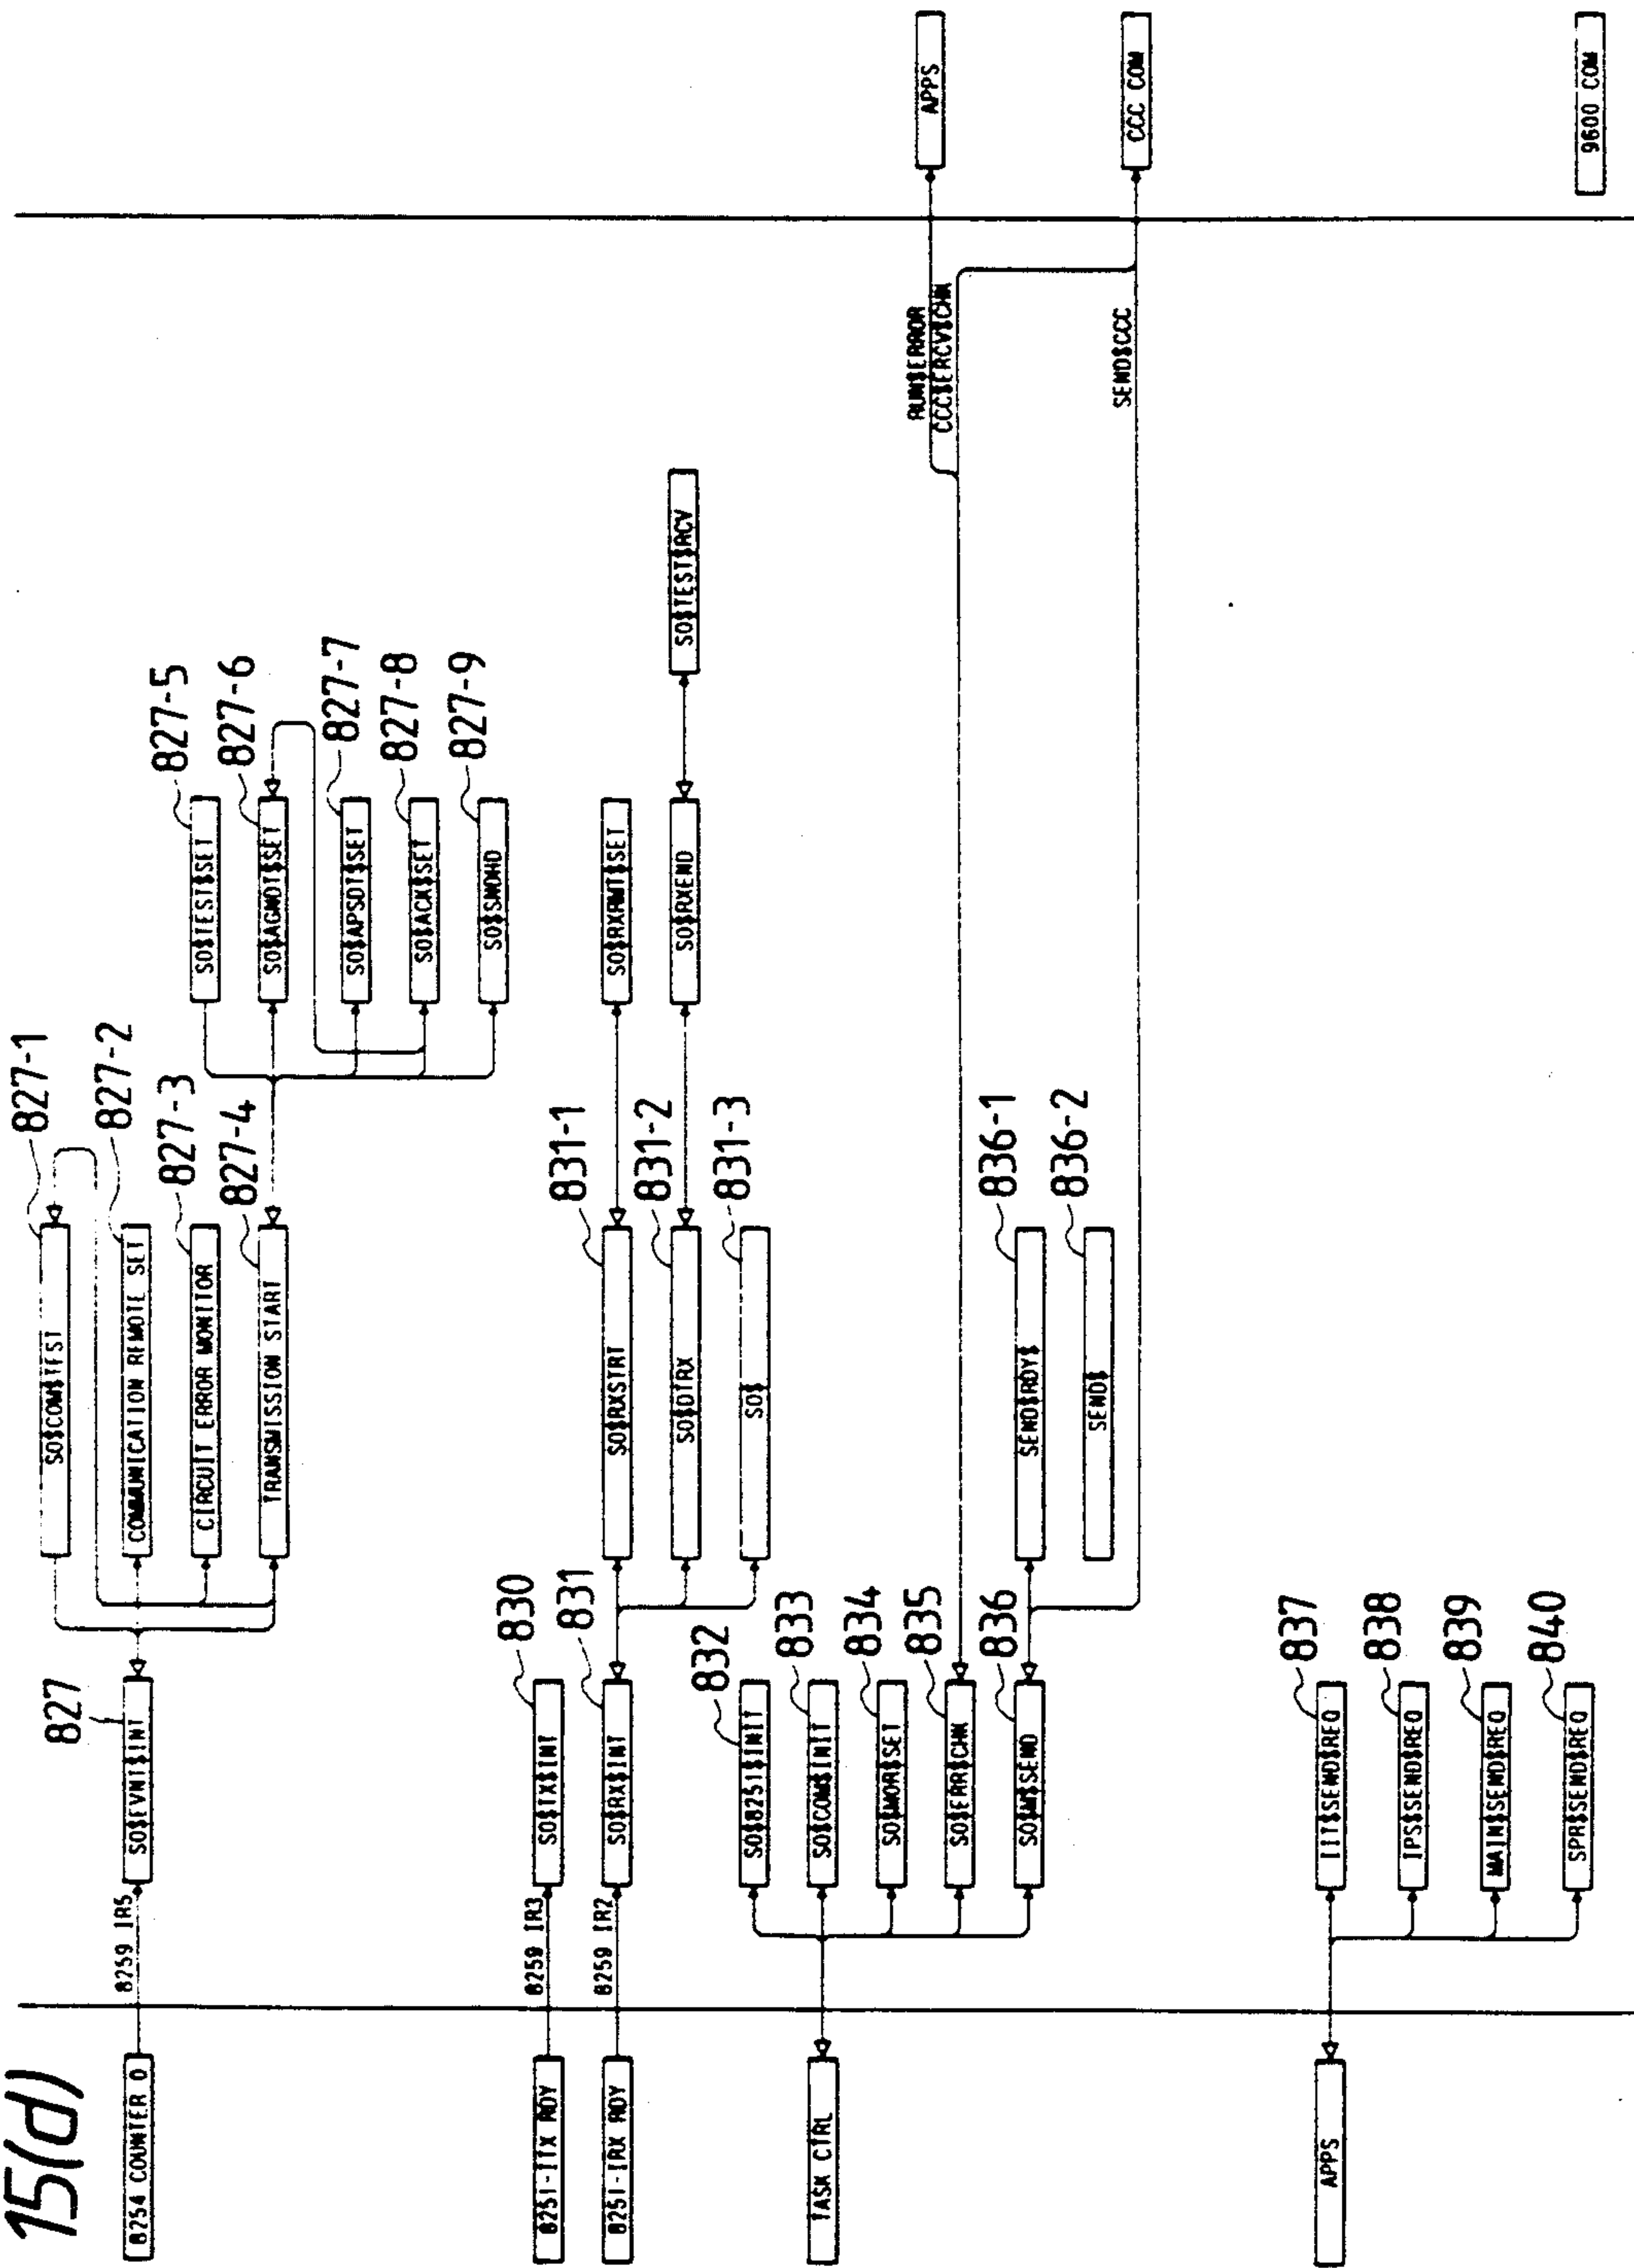 15(d)
8254 COUNTER 0
8259 IR5
827
SO$EVNT$INT
827-1
SO$COM$TEST
827-2
COMMUNICATION REMOTE SET
827-3
CIRCUIT ERROR MONITOR
827-4
TRANSMISSION START
827-5
SO$TEST$SET
827-6
SO$AGMDT$SET
827-7
SO$APSDT$SET
827-8
SO$ACK$SET
827-9
SO$SNDHD
8251-1TX RDY
8259 IR3
830
SO$TX$INT
8251-1RX RDY
8259 IR2
831
SO$RX$INT
831-1
SO$RXSTRT
SO$RXRMT$SET
831-2
SO$DTRX
SO$RXEND
SO$TEST$RCV
831-3
SO$
TASK CTRL
832
SO$8251$INIT
833
SO$COM$INIT
834
SO$MOR$SET
835
SO$ERR$CHK
836
SO$M$SEND
836-1
SEND$RDY$
836-2
SEND$
RUN$ERROR
CCC$ERCV$CHK
APPS
SEND$CCC
CCC COM
APPS
837
IIT$SEND$REQ
838
IPS$SEND$REQ
839
MAIN$SEND$REQ
840
SPR$SEND$REQ
9600 COM